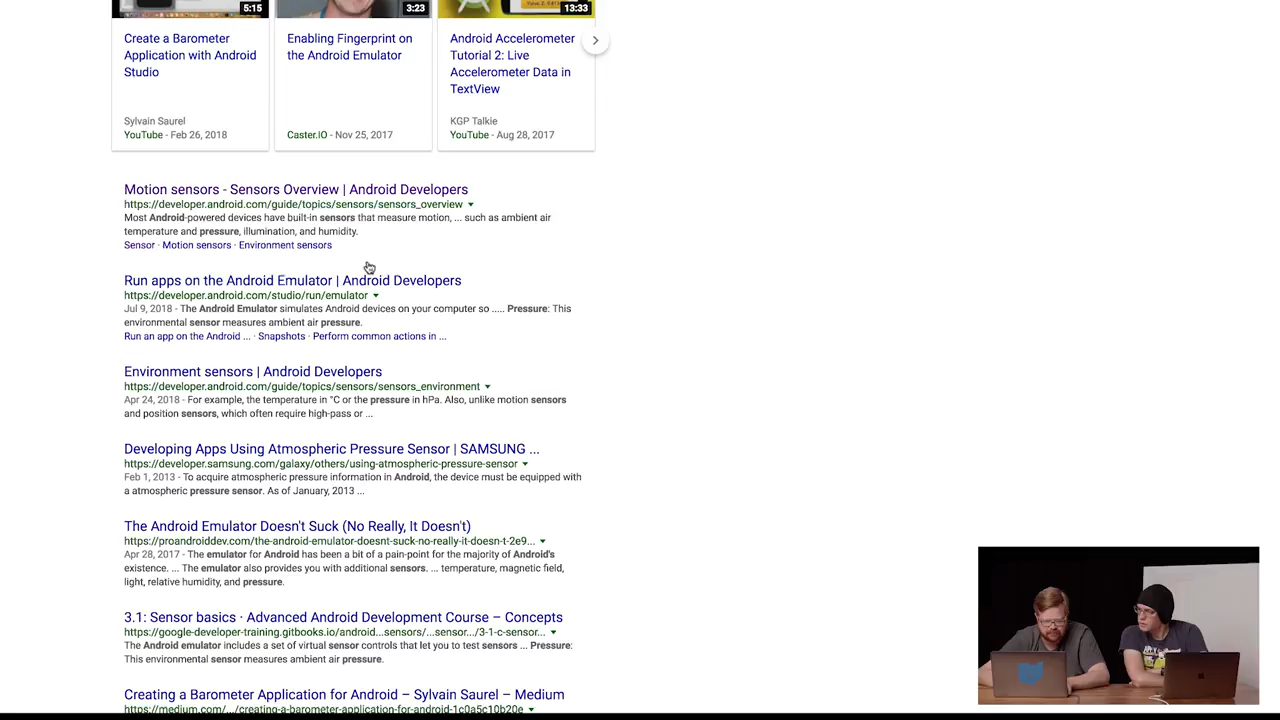 5:15
3:23
13:33
Create a Barometer
Application with Android
Studio
Sylvain Saurel
YouTube - Feb 26, 2018
Enabling Fingerprint on
the Android Emulator
Caster.IO - Nov 25, 2017
Android Accelerometer
Tutorial 2: Live
Accelerometer Data in
TextView
KGP Talkie
YouTube - Aug 28, 2017
Motion sensors - Sensors Overview | Android Developers
https://developer.android.com/guide/topics/sensors/sensors_overview
Most Android-powered devices have built-in sensors that measure motion, ... such as ambient air
temperature and pressure, illumination, and humidity.
Sensor · Motion sensors · Environment sensors
Run apps on the Android Emulator | Android Developers
https://developer.android.com/studio/run/emulator
Jul 9, 2018 - The Android Emulator simulates Android devices on your computer so ..... Pressure: This
environmental sensor measures ambient air pressure.
Run an app on the Android ... · Snapshots · Perform common actions in ...
Environment sensors | Android Developers
https://developer.android.com/guide/topics/sensors/sensors_environment
Apr 24, 2018 - For example, the temperature in °C or the pressure in hPa. Also, unlike motion sensors
and position sensors, which often require high-pass or ...
Developing Apps Using Atmospheric Pressure Sensor | SAMSUNG ...
https://developer.samsung.com/galaxy/others/using-atmospheric-pressure-sensor
Feb 1, 2013 - To acquire atmospheric pressure information in Android, the device must be equipped with
a atmospheric pressure sensor. As of January, 2013 ...
The Android Emulator Doesn't Suck (No Really, It Doesn't)
https://proandroiddev.com/the-android-emulator-doesnt-suck-no-really-it-doesn-t-2e9...
Apr 28, 2017 - The emulator for Android has been a bit of a pain-point for the majority of Android's
existence. ... The emulator also provides you with additional sensors. ... temperature, magnetic field,
light, relative humidity, and pressure.
3.1: Sensor basics · Advanced Android Development Course – Concepts
https://google-developer-training.gitbooks.io/android...sensors/...sensor.../3-1-c-sensor...
The Android emulator includes a set of virtual sensor controls that let you to test sensors ... Pressure:
This environmental sensor measures ambient air pressure.
Creating a Barometer Application for Android – Sylvain Saurel – Medium
https://medium.com/.../creating-a-barometer-application-for-android-1c0a5c10b20e